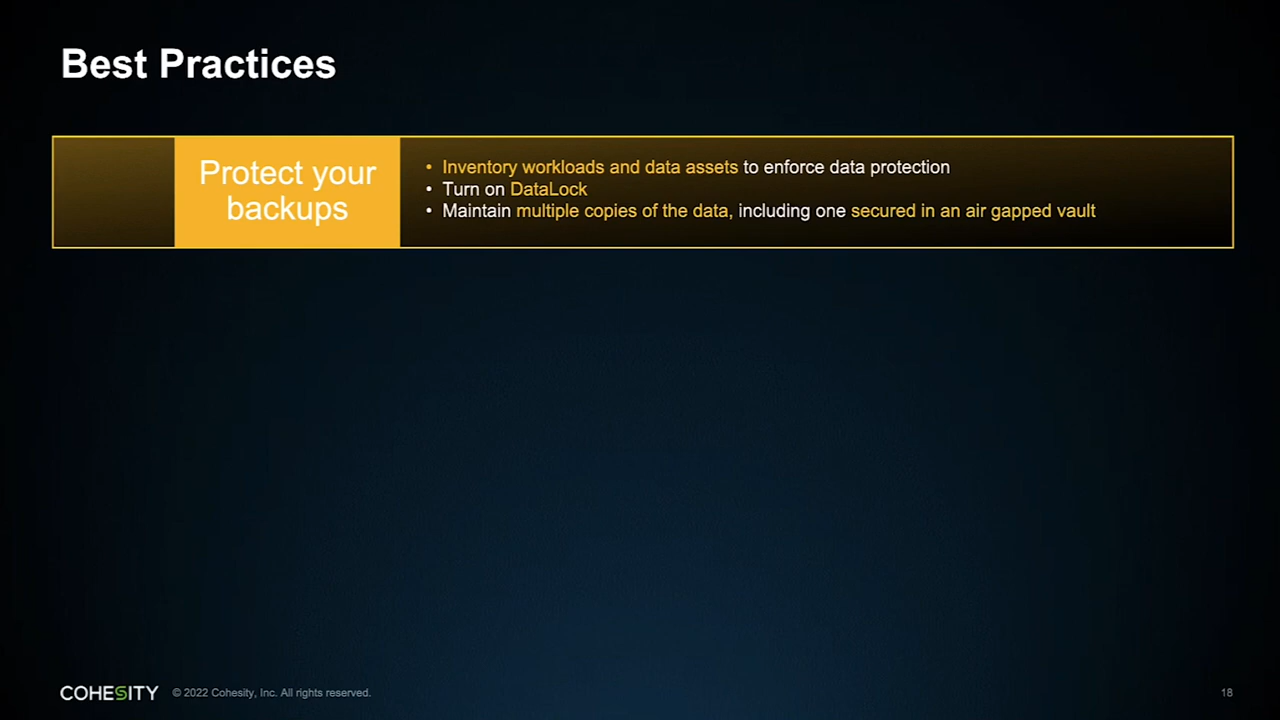 Best Practices
Protect your
backups
• Inventory workloads and data assets to enforce data protection
• Turn on DataLock
• Maintain multiple copies of the data, including one secured in an air gapped vault
COHESITY © 2022 Cohesity, Inc. All rights reserved.
18